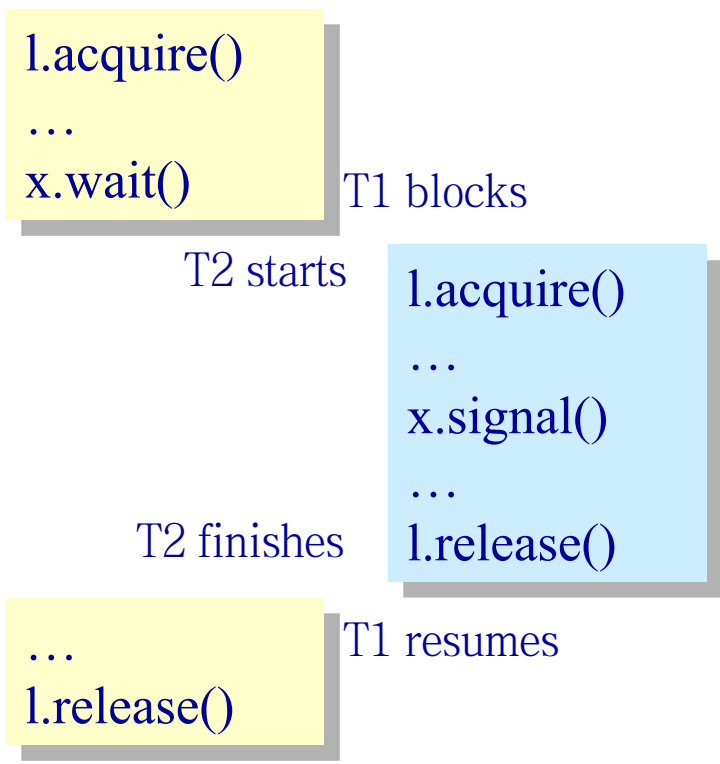 l.acquire()
…
x.wait()
T1 blocks
T2 starts
l.acquire()
…
x.signal()
…
l.release()
T2 finishes
T1 resumes
…
l.release()